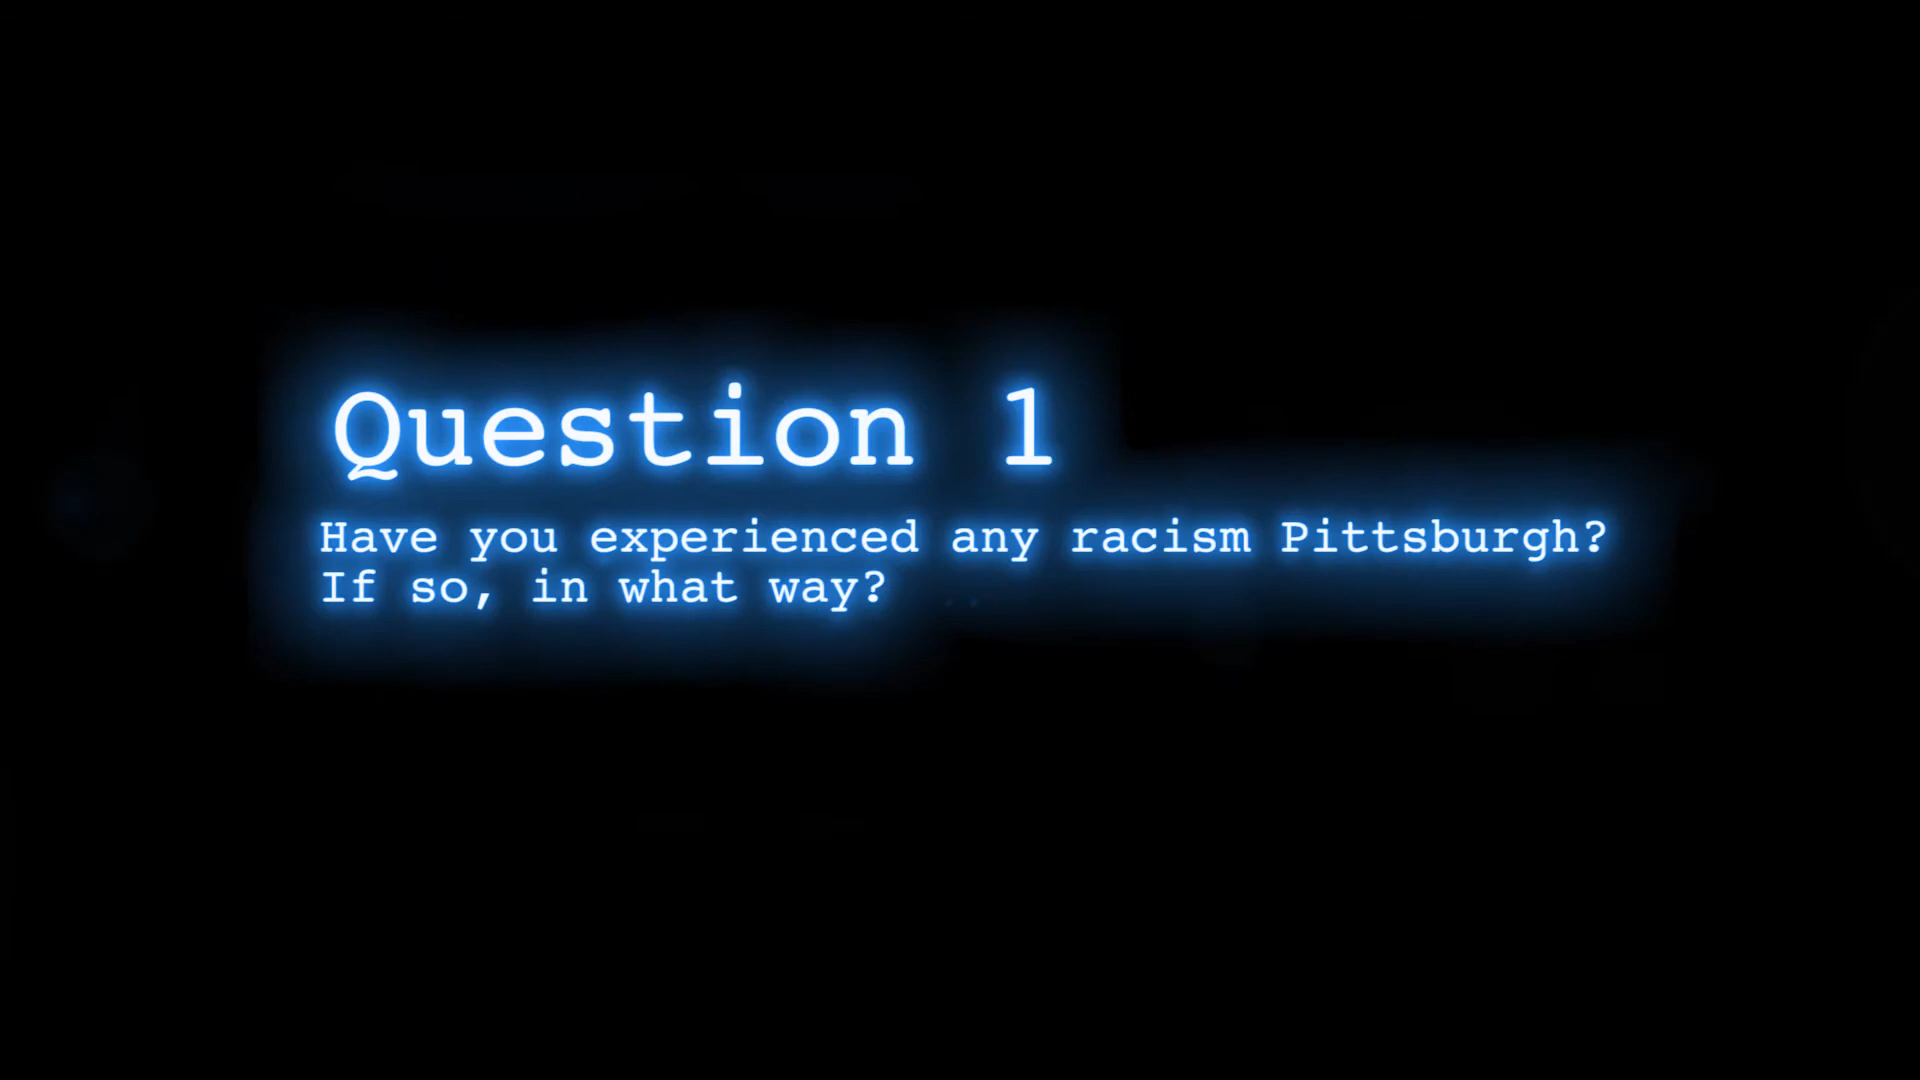 Question 1
Have you experienced any racism Pittsburgh?
If so, in what way?